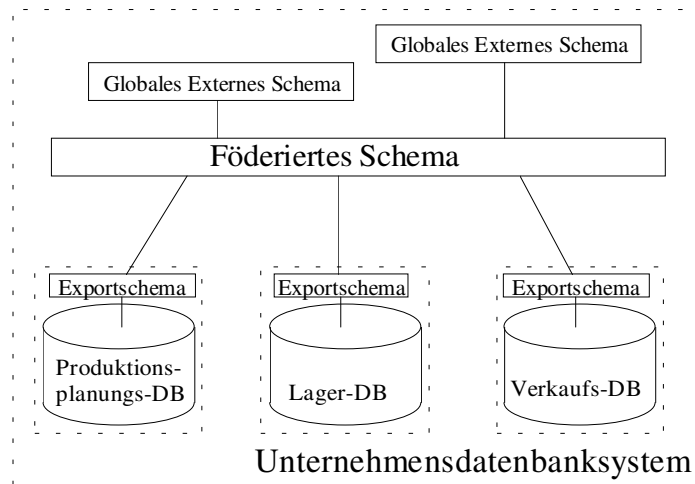 Globales Externes Schema
Globales Externes Schema
Föderiertes Schema
Exportschema
Exportschema
Exportschema
Produktions-
planungs-DB
Lager-DB
Verkaufs-DB
Unternehmensdatenbanksystem